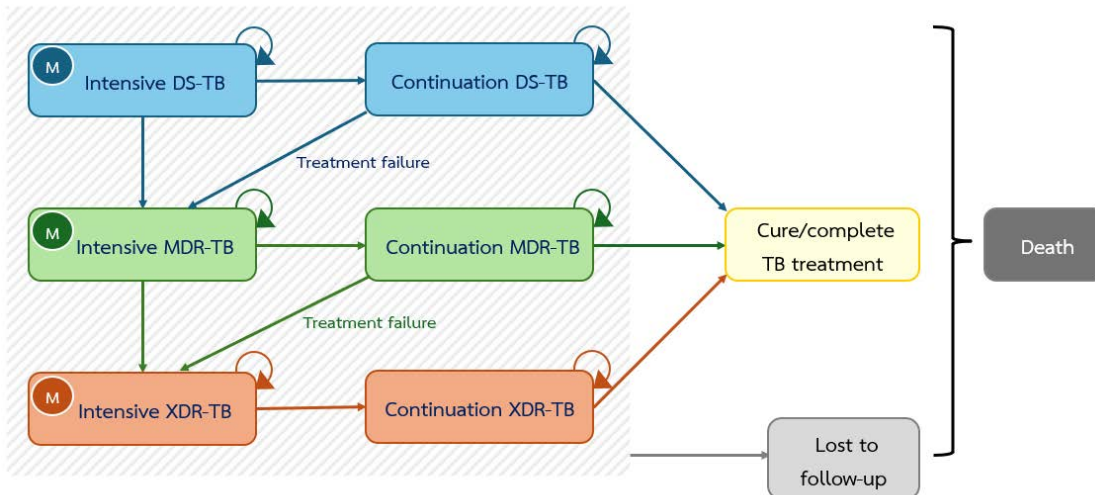 M
Intensive DS-TB
Continuation DS-TB
Treatment failure
M
Intensive MDR-TB
Continuation MDR-TB
Cure/complete
TB treatment
Death
Treatment failure
M
Intensive XDR-TB
Continuation XDR-TB
Lost to
follow-up